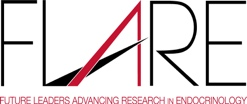 FLARE
FUTURE LEADERS ADVANCING RESEARCH IN ENDOCRINOLOGY